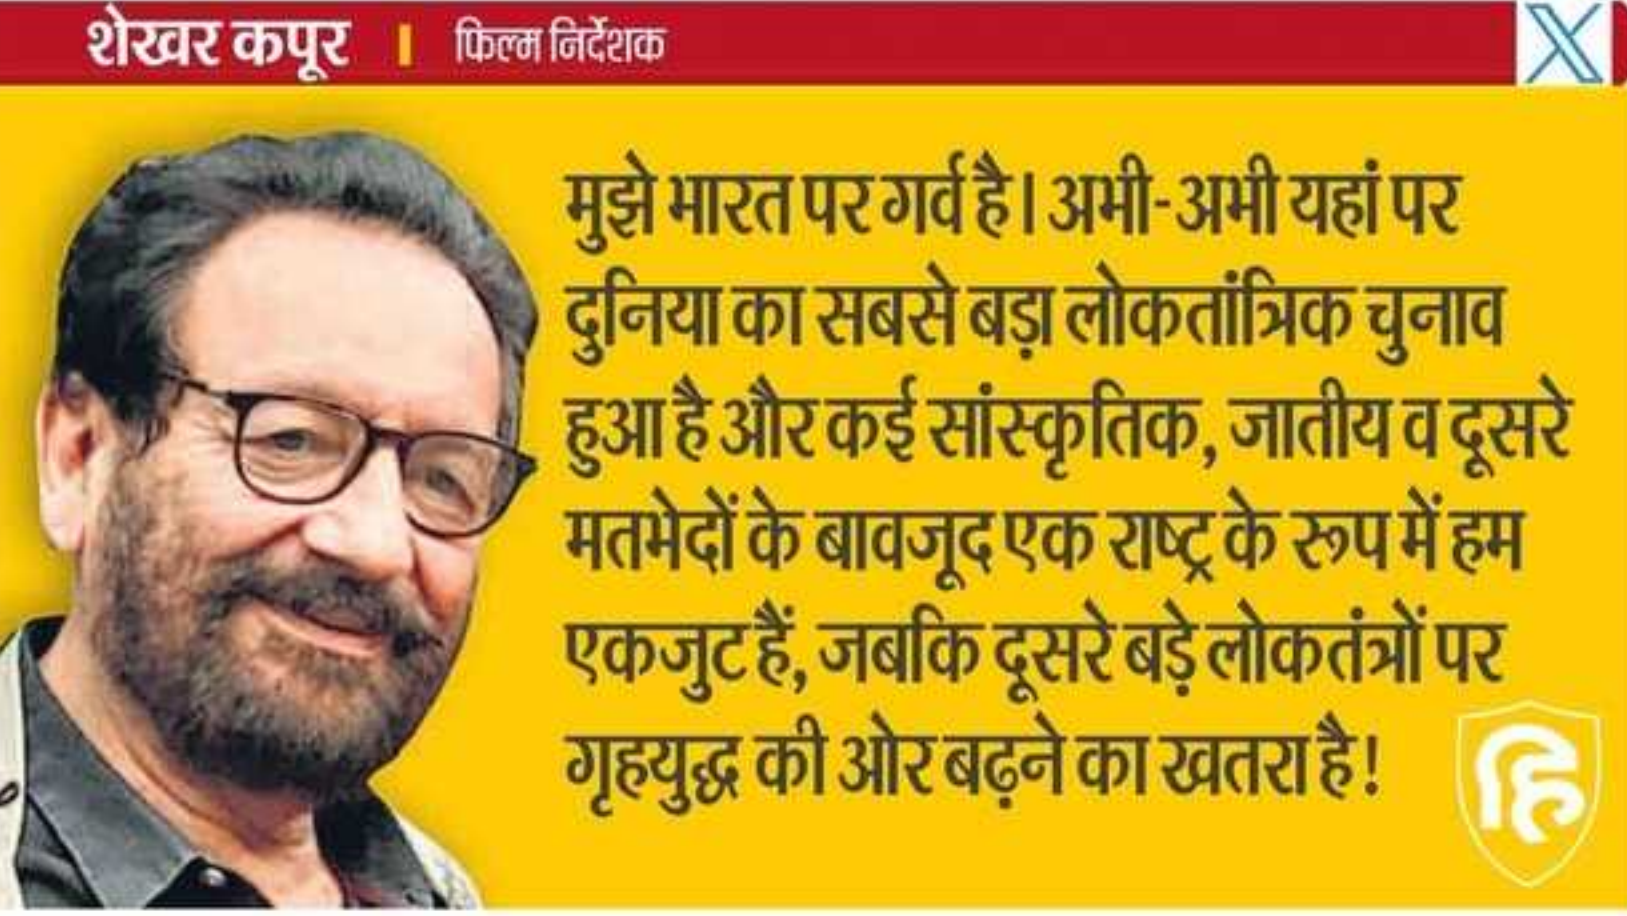 शेखर कपूर | फिल्म निर्देशक X
मुझे भारत पर गर्व है। अभी-अभी यहां पर
दुनिया का सबसे बड़ा लोकतांत्रिक चुनाव
हुआ है और कई सांस्कृतिक, जातीय व दूसरे
मतभेदों के बावजूद एक राष्ट्र के रूप में हम
एकजुट हैं, जबकि दूसरे बड़े लोकतंत्रों पर
गृहयुद्ध की ओर बढ़ने का खतरा है!
हि